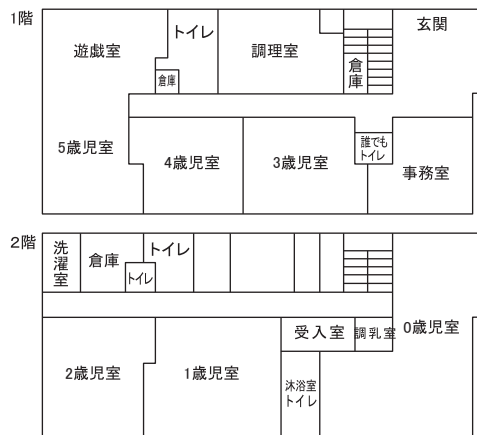 1階
遊戯室
トイレ
調理室
玄関
倉庫
倉庫
5歳児室
4歳児室
3歳児室
誰でも
トイレ
事務室
2階
洗濯室
倉庫
トイレ
トイレ
受入室
調乳室
0歳児室
2歳児室
1歳児室
沐浴室
トイレ